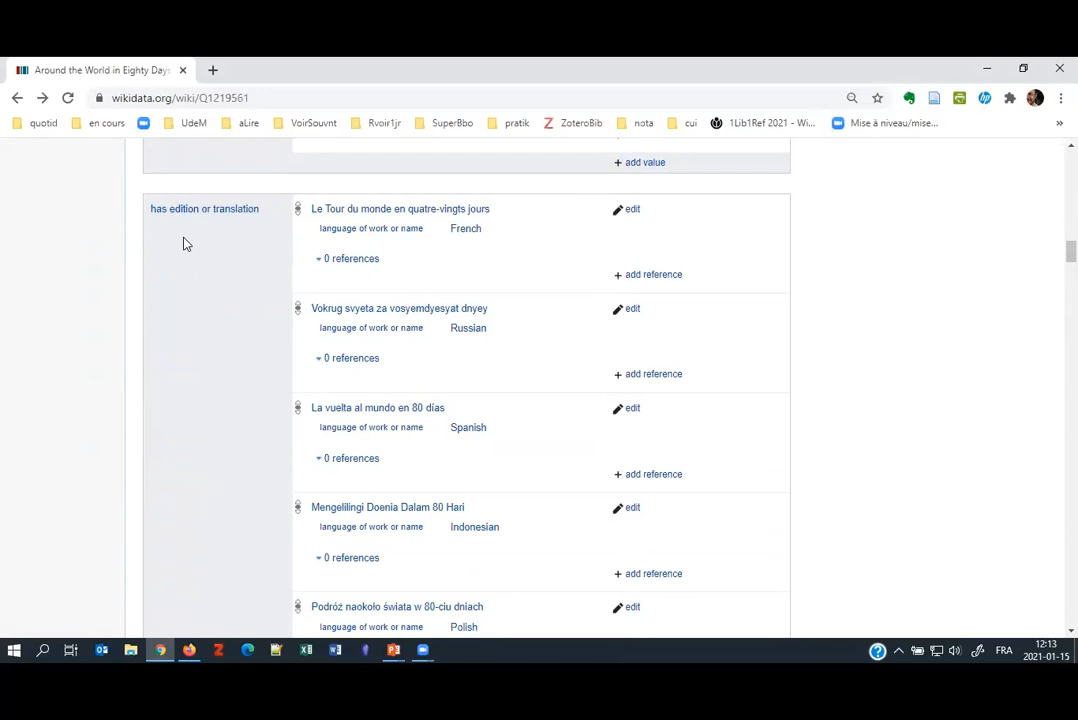 Around the World in Eighty Days
wikidata.org/wiki/Q1219561
quotid
en cours
UdeM
aLire
VoirSouvnt
Rvoir1jr
SuperBbo
pratik
ZoteroBib
nota
cui
1Lib1Ref 2021 - Wi...
Mise à niveau/mise...
»
+ add value
has edition or translation
Le Tour du monde en quatre-vingts jours
edit
language of work or name French
0 references
+ add reference
Vokrug svyeta za vosyemdyesyat dnyey
edit
language of work or name Russian
0 references
+ add reference
La vuelta al mundo en 80 días
edit
language of work or name Spanish
0 references
+ add reference
Mengelilingi Doenia Dalam 80 Hari
edit
language of work or name Indonesian
0 references
+ add reference
Podróż naokoło świata w 80-ciu dniach
edit
language of work or name Polish
FRA
12:13
2021-01-15